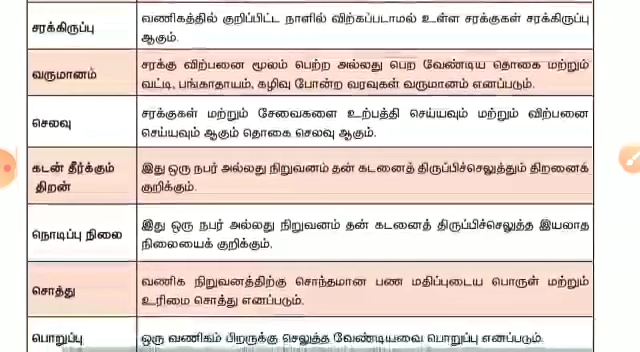 சரக்கிருப்பு
வணிகத்தில் குறிப்பிட்ட நாளில் விற்கப்படாமல் உள்ள சரக்குகள் சரக்கிருப்பு
ஆகும்.
வருமானம்
சரக்கு விற்பனை மூலம் பெற்ற அல்லது பெற வேண்டிய தொகை மற்றும்
வட்டி, பங்காதாயம், கழிவு போன்ற வரவுகள் வருமானம் எனப்படும்.
செலவு
சரக்குகள் மற்றும் சேவைகளை உற்பத்தி செய்யவும் மற்றும் விற்பனை
செய்யவும் ஆகும் தொகை செலவு ஆகும்.
கடன் தீர்க்கும்
திறன்
இது ஒரு நபர் அல்லது நிறுவனம் தன் கடனைத் திருப்பிச்செலுத்தும் திறனைக்
குறிக்கும்.
நொடிப்பு நிலை
இது ஒரு நபர் அல்லது நிறுவனம் தன் கடனைத் திருப்பிச்செலுத்த இயலாத
நிலையைக் குறிக்கும்.
சொத்து
வணிக நிறுவனத்திற்கு சொந்தமான பண மதிப்புடைய பொருள் மற்றும்
உரிமை சொத்து எனப்படும்.
பொறுப்பு
ஒரு வணிகம் பிறருக்கு செலுத்த வேண்டியவை பொறுப்பு எனப்படும்.